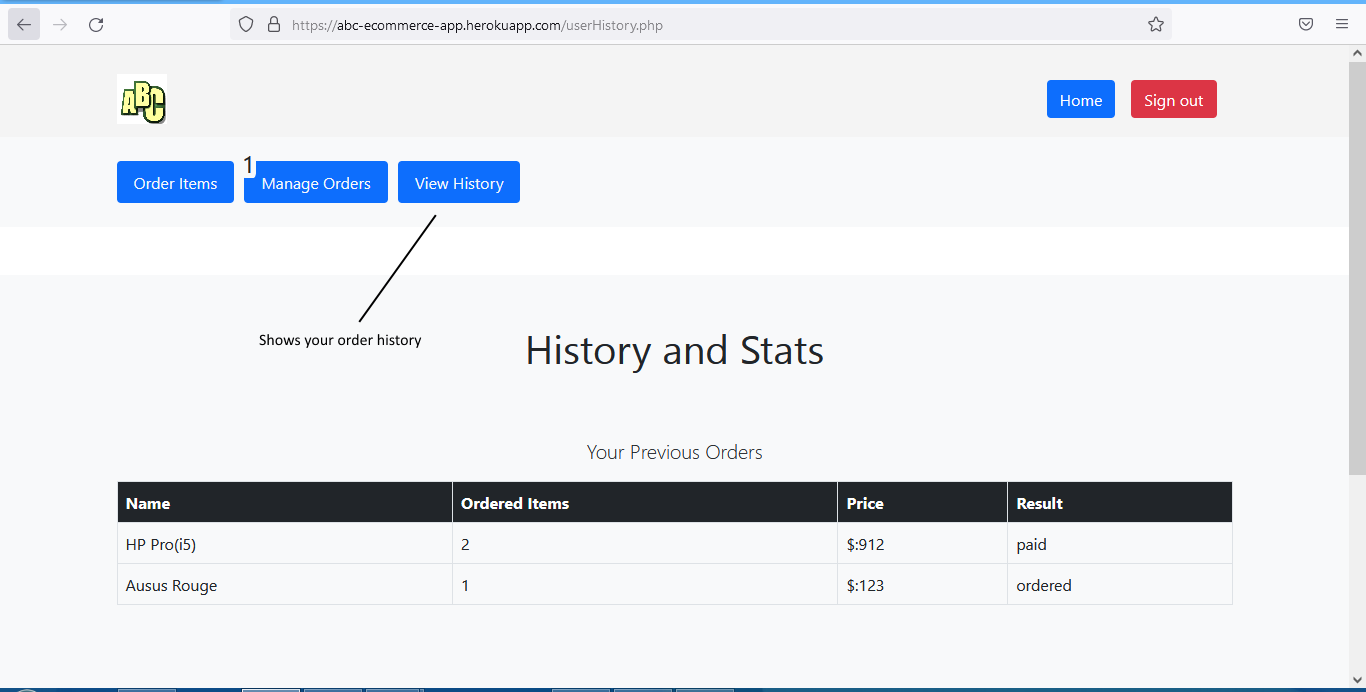 https://abc-ecommerce-app.herokuapp.com/userHistory.php
ABC
Home
Sign out
Order Items
1
Manage Orders
View History
Shows your order history
History and Stats
Your Previous Orders
Name Ordered Items Price Result
HP Pro(i5) 2 $:912 paid
Ausus Rouge 1 $:123 ordered